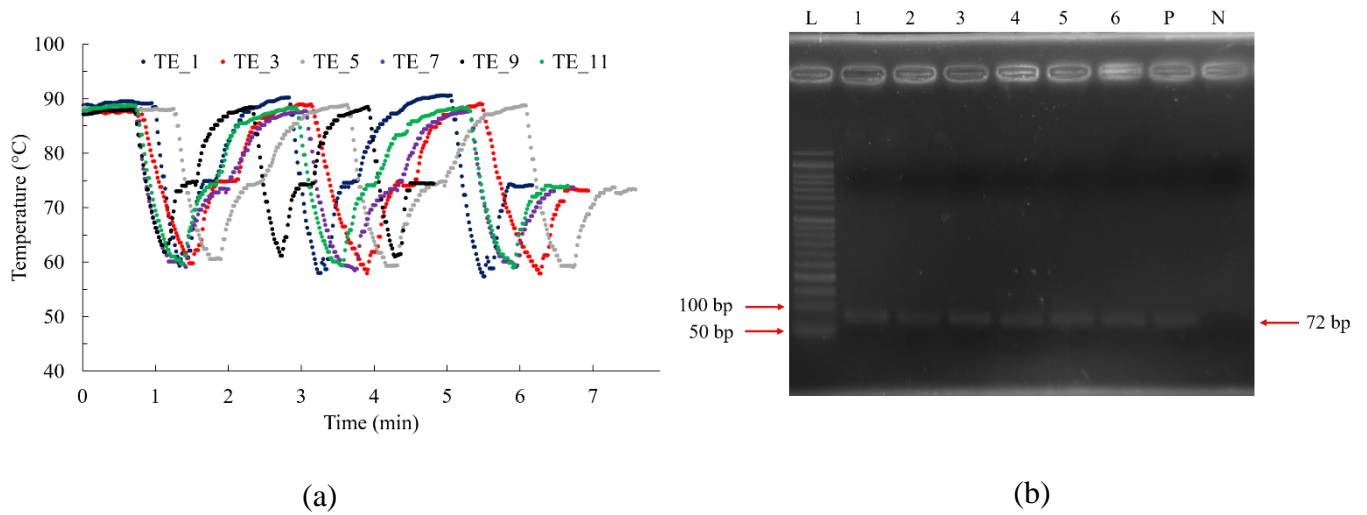 100
90
80
70
60
50
40
Temperature (°C)
TE_1 TE_3 TE_5 TE_7 TE_9 TE_11
0 1 2 3 4 5 6 7
Time (min)
(a)
L 1 2 3 4 5 6 P N
100 bp
50 bp
72 bp
(b)